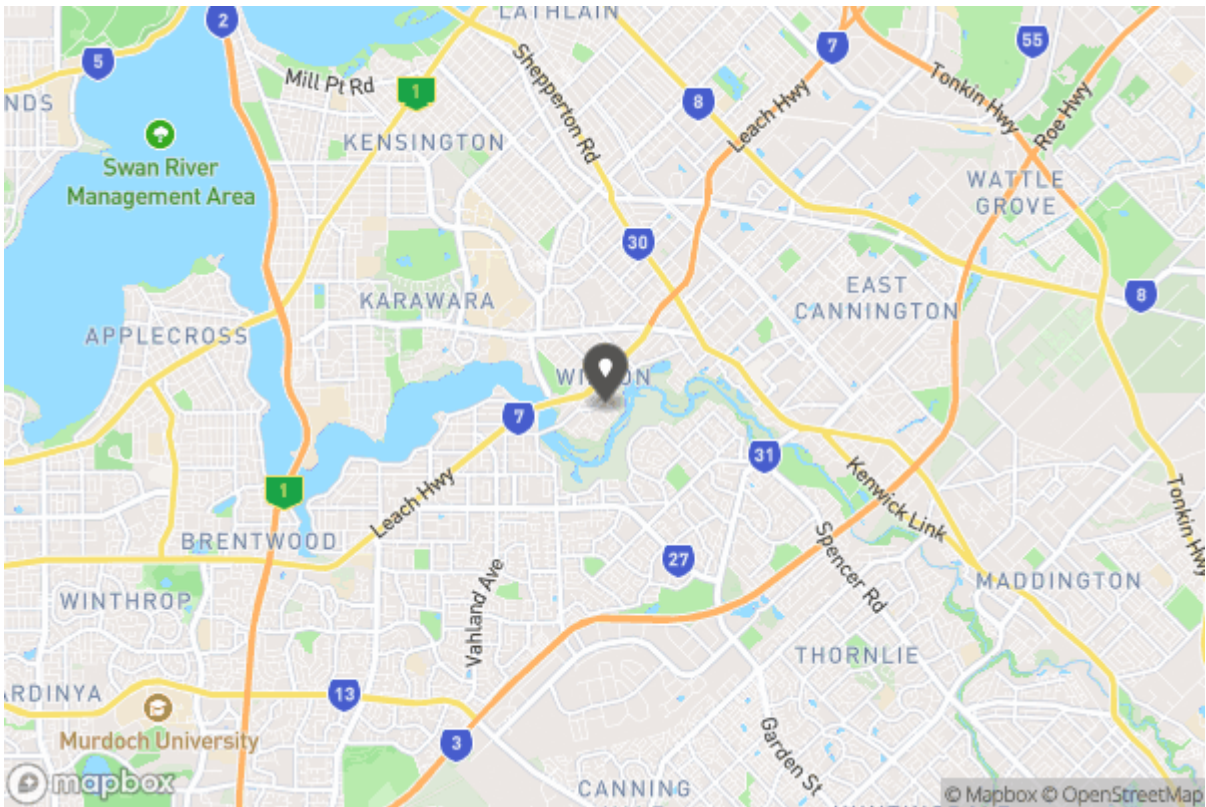 LATHLAIN
2
5
7
55
Mill Pt Rd
1
Shepperton Rd
8
Leach Hwy
Tonkin Hwy
Roe Hwy
NDS
KENSINGTON
Swan River
Management Area
WATTLE
GROVE
30
KARAWARA
EAST
CANNINGTON
8
APPLECROSS
7
31
1
Leach Hwy
Kenwick Link
Tonkin Hwy
BRENTWOOD
27
Spencer Rd
MADDINGTON
WINTHROP
Vahland Ave
THORNLIE
ARDINYA
13
Murdoch University
3
Garden St
CANNING
mapbox
© Mapbox © OpenStreetMap